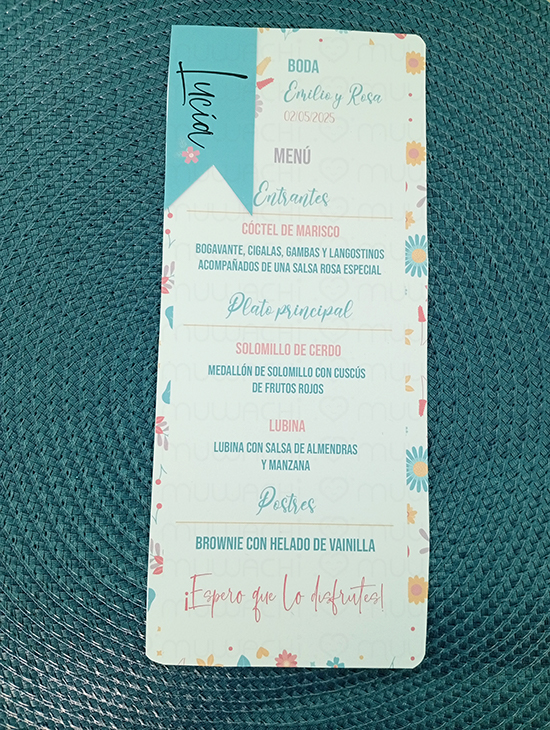 Lucía
BODA
Emilio y Rosa
02/05/2025
MENÚ
Entrantes
CÓCTEL DE MARISCO
BOGAVANTE, CIGALAS, GAMBAS Y LANGOSTINOS
ACOMPAÑADOS DE UNA SALSA ROSA ESPECIAL
Plato principal
SOLOMILLO DE CERDO
MEDALLÓN DE SOLOMILLO CON CUSCÚS
DE FRUTOS ROJOS
LUBINA
LUBINA CON SALSA DE ALMENDRAS
Y MANZANA
Postres
BROWNIE CON HELADO DE VAINILLA
¡Espero que lo disfrutes!